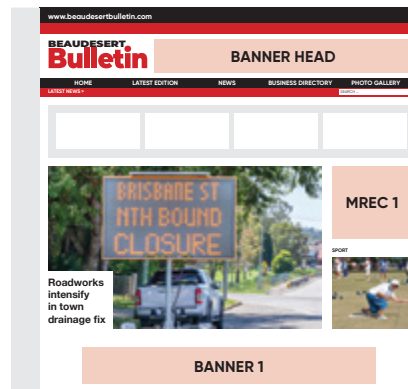 www.beaudesertbulletin.com
BEAUDESERT
Bulletin
BANNER HEAD
HOME LATEST EDITION NEWS BUSINESS DIRECTORY PHOTO GALLERY
LATEST NEWS •
SEARCH ...
BRISBANE ST
NTH BOUND
CLOSURE
MREC 1
SPORT
Roadworks
intensify
in town
drainage fix
BANNER 1